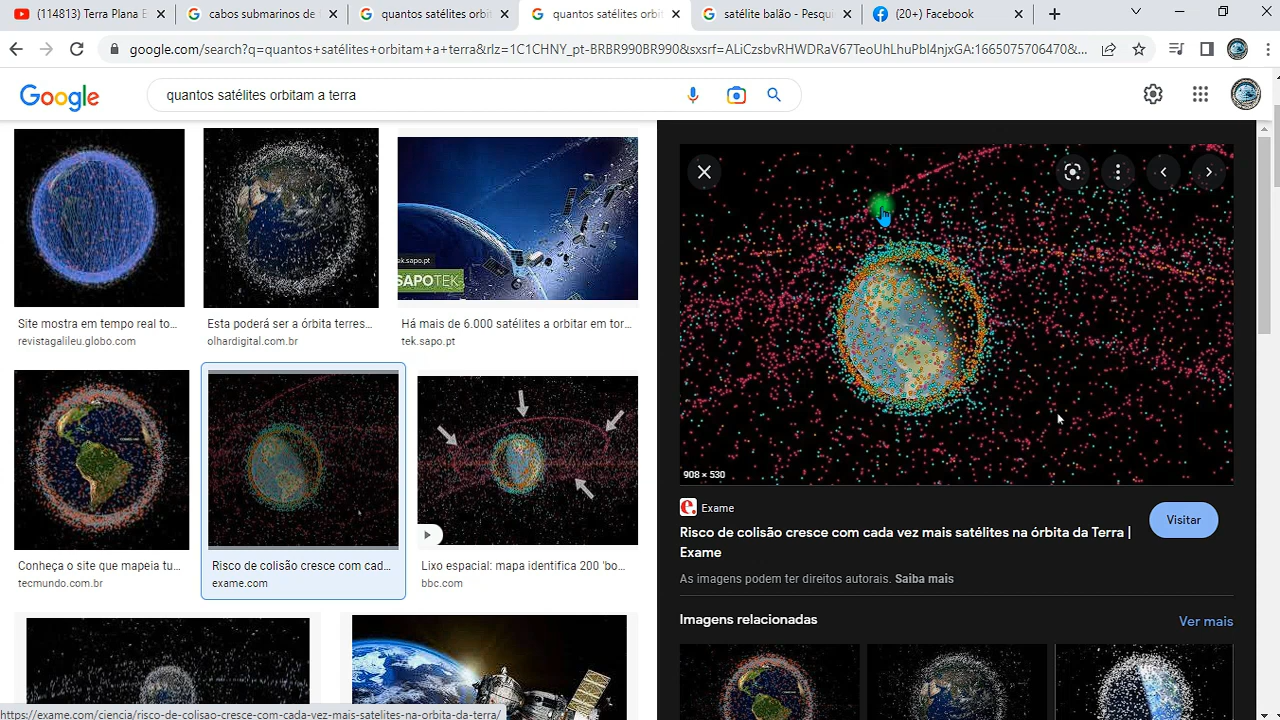 (114813) Terra Plana E
cabos submarinos de
quantos satélites orbit
quantos satélites orbit
satélite balão - Pesqui
(20+) Facebook
google.com/search?q=quantos+satélites+orbitam+a+terra&rlz=1C1CHNY_pt-BRBR990BR990&sxsrf=ALiCzsbvRHWDRaV67TeoUhLhuPbl4njxGA:1665075706470&...
Google
quantos satélites orbitam a terra
tek.sapo.pt
SAPOTEK
Site mostra em tempo real to...
revistagalileu.globo.com
Esta poderá ser a órbita terres...
olhardigital.com.br
Há mais de 6.000 satélites a orbitar em tor...
tek.sapo.pt
Conheça o site que mapeia tu...
tecmundo.com.br
Risco de colisão cresce com cad...
exame.com
Lixo espacial: mapa identifica 200 'bo...
bbc.com
908 × 530
Exame
Risco de colisão cresce com cada vez mais satélites na órbita da Terra |
Exame
Visitar
As imagens podem ter direitos autorais. Saiba mais
Imagens relacionadas
Ver mais
https://exame.com/ciencia/risco-de-colisao-cresce-com-cada-vez-mais-satelites-na-orbita-da-terra/